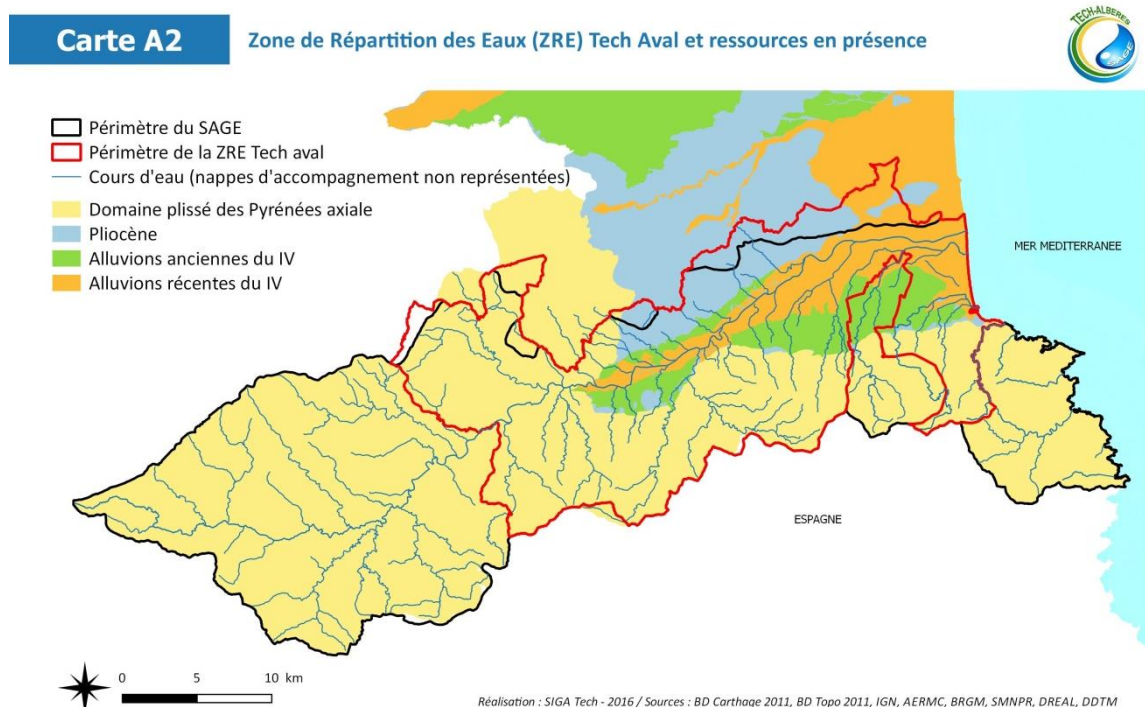 Carte A2
Zone de Répartition des Eaux (ZRE) Tech Aval et ressources en présence
TECH-ALBERES
SAGE
Périmètre du SAGE
Périmètre de la ZRE Tech aval
Cours d'eau (nappes d'accompagnement non représentées)
Domaine plissé des Pyrénées axiale
Pliocène
Alluvions anciennes du IV
Alluvions récentes du IV
MER MEDITERRANEE
ESPAGNE
0 5 10 km
Réalisation : SIGA Tech - 2016 / Sources : BD Carthage 2011, BD Topo 2011, IGN, AERMC, BRGM, SMNPR, DREAL, DDTM